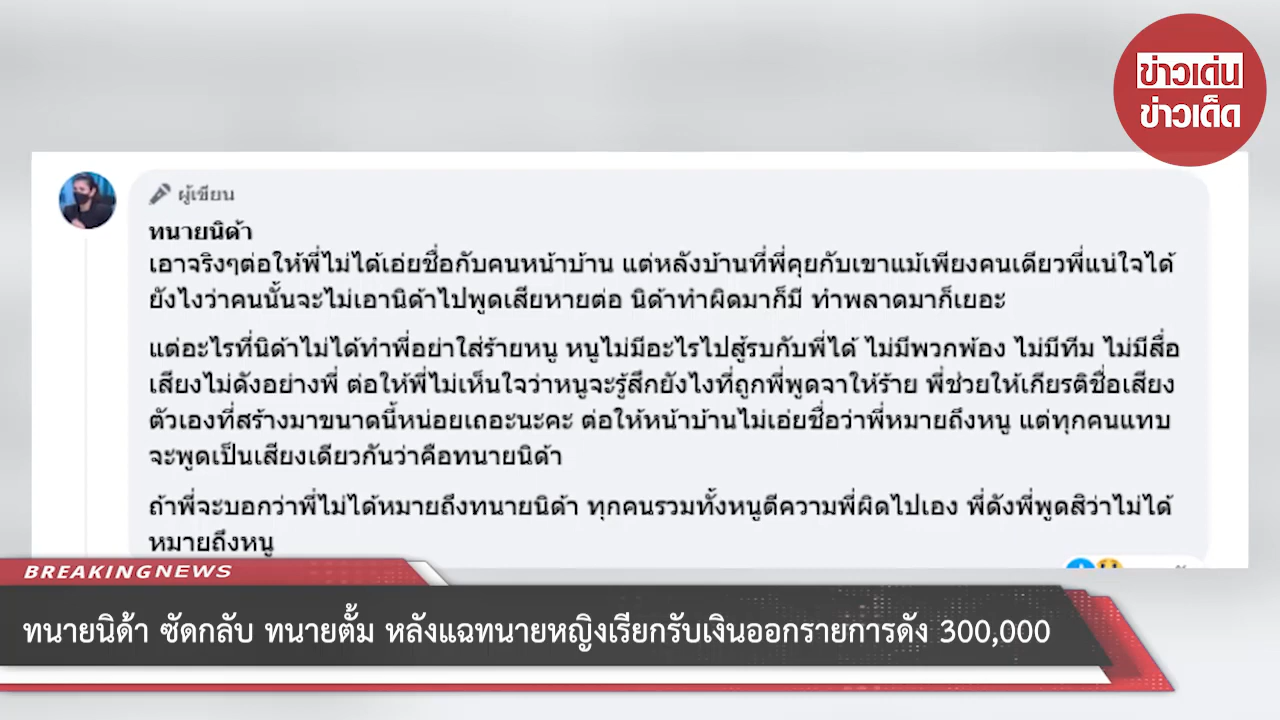 ข่าวเด่น
ข่าวเด็ด
ผู้เขียน
ทนายนิด้า
เอาจริงๆต่อให้พี่ไม่ได้เอ่ยชื่อกับคนหน้าบ้าน แต่หลังบ้านที่พี่คุยกับเขาแม้เพียงคนเดียวพี่แน่ใจได้
ยังไงว่าคนนั้นจะไม่เอานิด้าไปพูดเสียหายต่อ นิด้าทำผิดมาก็มี ทำพลาดมาก็เยอะ
แต่อะไรที่นิด้าไม่ได้ทำพี่อย่าใส่ร้ายหนู หนูไม่มีอะไรไปสู้รบกับพี่ได้ ไม่มีพวกพ้อง ไม่มีทีม ไม่มีสื่อ
เสียงไม่ดังอย่างพี่ ต่อให้พี่ไม่เห็นใจว่าหนูจะรู้สึกยังไงที่ถูกพี่พูดจาให้ร้าย พี่ช่วยให้เกียรติชื่อเสียง
ตัวเองที่สร้างมาขนาดนี้หน่อยเถอะนะคะ ต่อให้หน้าบ้านไม่เอ่ยชื่อว่าพี่หมายถึงหนู แต่ทุกคนแทบ
จะพูดเป็นเสียงเดียวกันว่าคือทนายนิด้า
ถ้าพี่จะบอกว่าพี่ไม่ได้หมายถึงทนายนิด้า ทุกคนรวมทั้งหนูตีความพี่ผิดไปเอง พี่ดังพี่พูดสิว่าไม่ได้
หมายถึงหนู
BREAKINGNEWS
ทนายนิด้า ซัดกลับ ทนายตั้ม หลังแฉทนายหญิงเรียกรับเงินออกรายการดัง 300,000